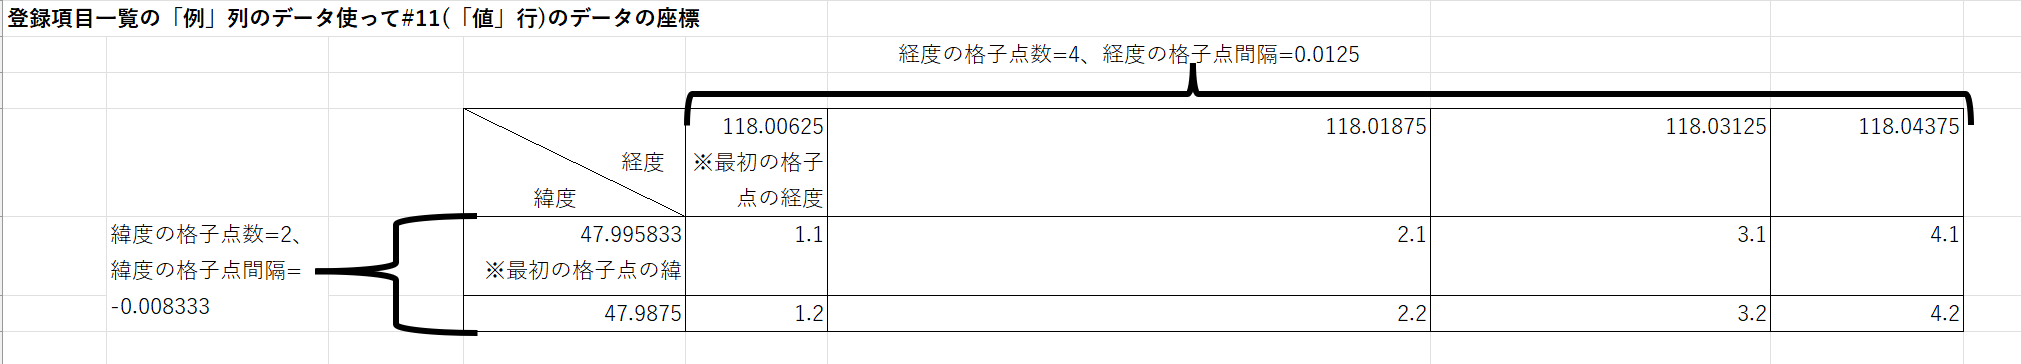 登録項目一覧の「例」列のデータ使って#11(「値」行)のデータの座標
経度の格子点数=4、経度の格子点間隔=0.0125
118.00625 118.01875 118.03125 118.04375
※最初の格子
点の経度
経度
緯度
緯度の格子点数=2、
緯度の格子点間隔=
-0.008333
47.995833 1.1 2.1 3.1 4.1
※最初の格子点の緯
47.9875 1.2 2.2 3.2 4.2